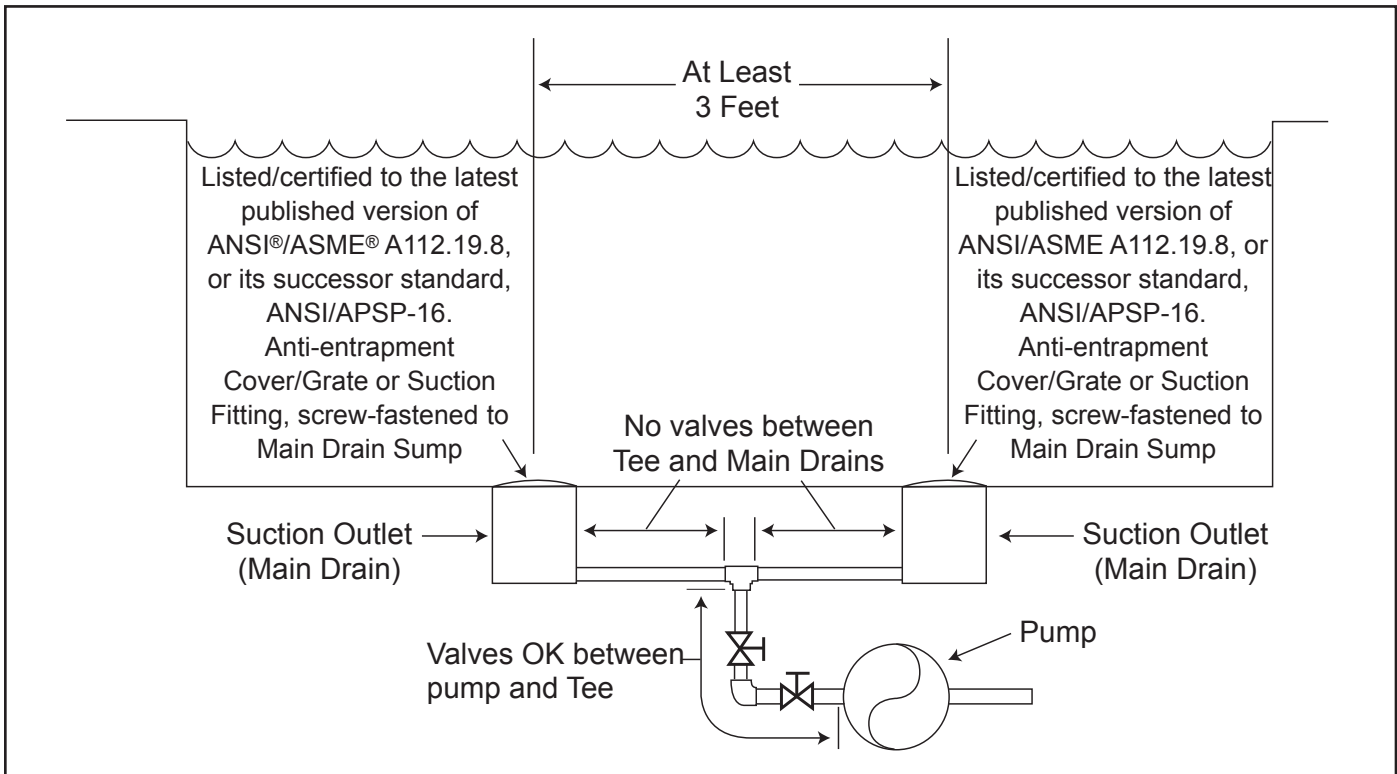 At Least
3 Feet
Listed/certified to the latest
published version of
ANSI®/ASME® A112.19.8,
or its successor standard,
ANSI/APSP-16.
Anti-entrapment
Cover/Grate or Suction
Fitting, screw-fastened to
Main Drain Sump
Listed/certified to the latest
published version of
ANSI/ASME A112.19.8, or
its successor standard,
ANSI/APSP-16.
Anti-entrapment
Cover/Grate or Suction
Fitting, screw-fastened to
Main Drain Sump
No valves between
Tee and Main Drains
Suction Outlet
(Main Drain)
Suction Outlet
(Main Drain)
Valves OK between
pump and Tee
Pump